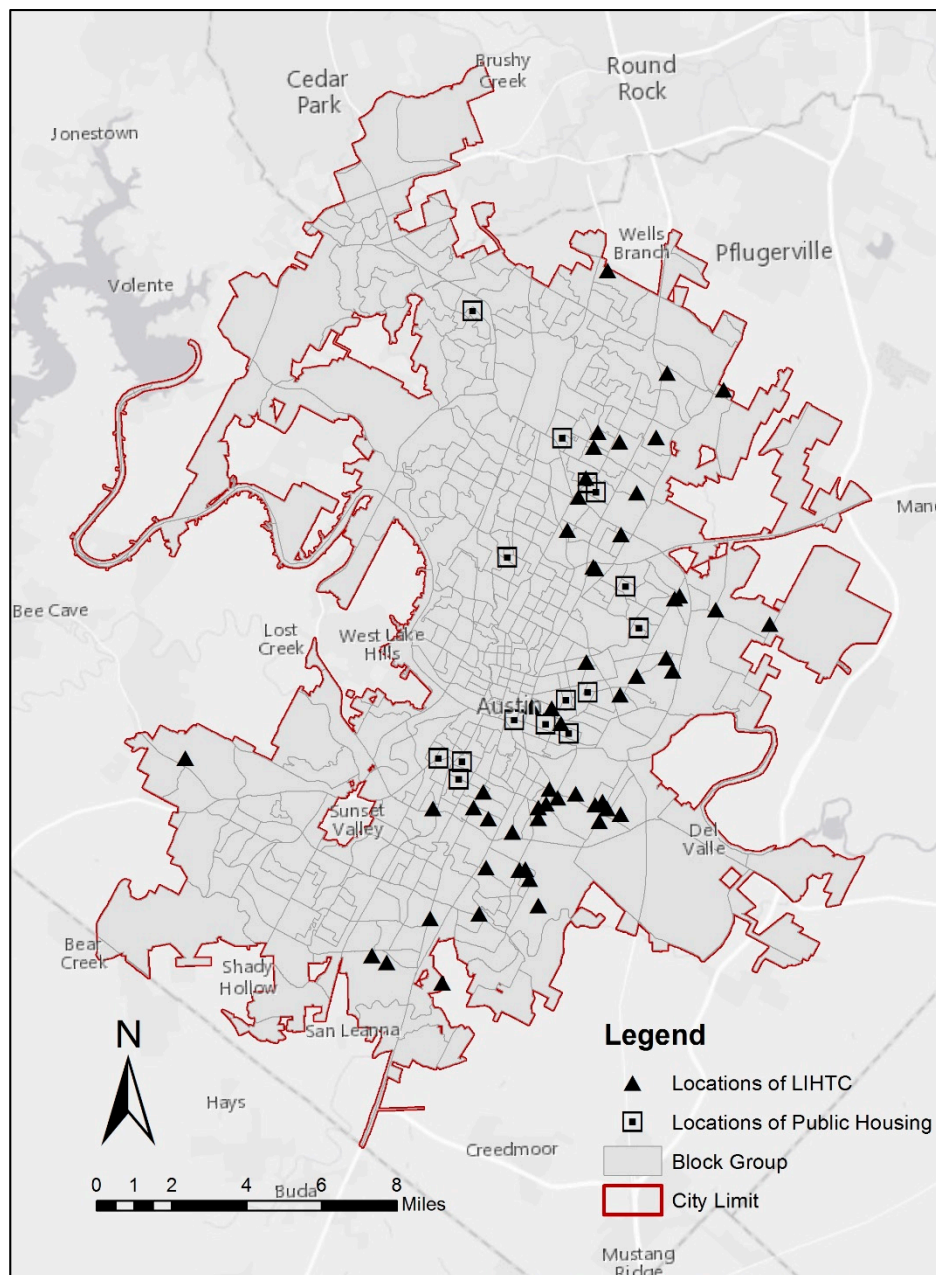 Brushy
Creek
Cedar
Park
Round
Rock
Jonestown
Wells
Branch
Pflugerville
Volente
Mano
Bee Cave
Lost
Creek
West Lake
Hills
Austin
Sunset
Valley
Del
Valle
Bear
Creek
Shady
Hollow
San Leanna
N
Hays
Buda
Creedmoor
Mustang
Ridge
0 1 2 4 6 8
Miles
Legend
Locations of LIHTC
Locations of Public Housing
Block Group
City Limit